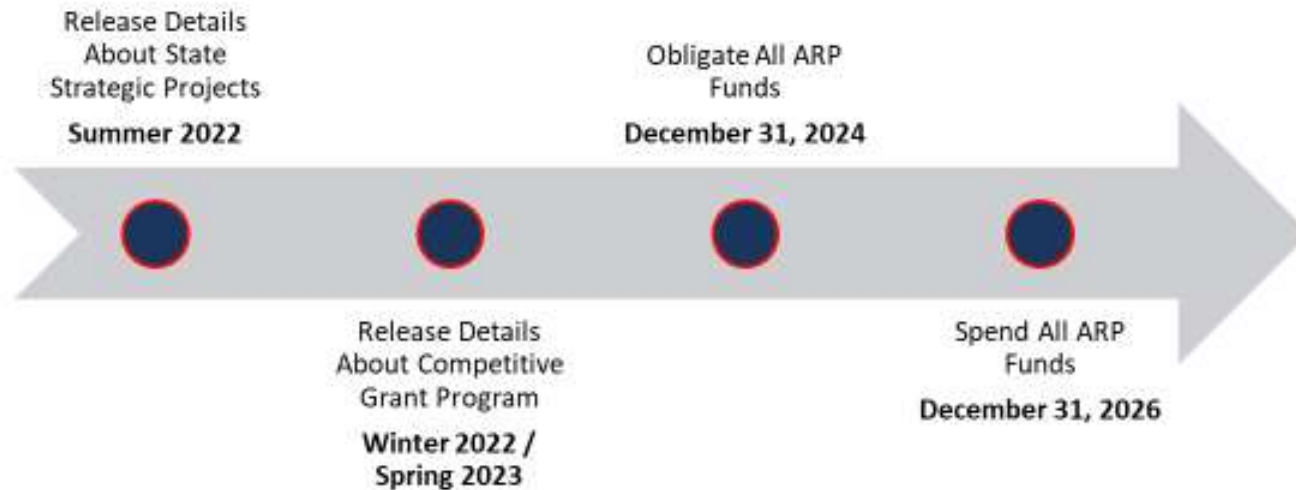 Release Details
About State
Strategic Projects
Summer 2022
Release Details
About Competitive
Grant Program
Winter 2022 /
Spring 2023
Obligate All ARP
Funds
December 31, 2024
Spend All ARP
Funds
December 31, 2026